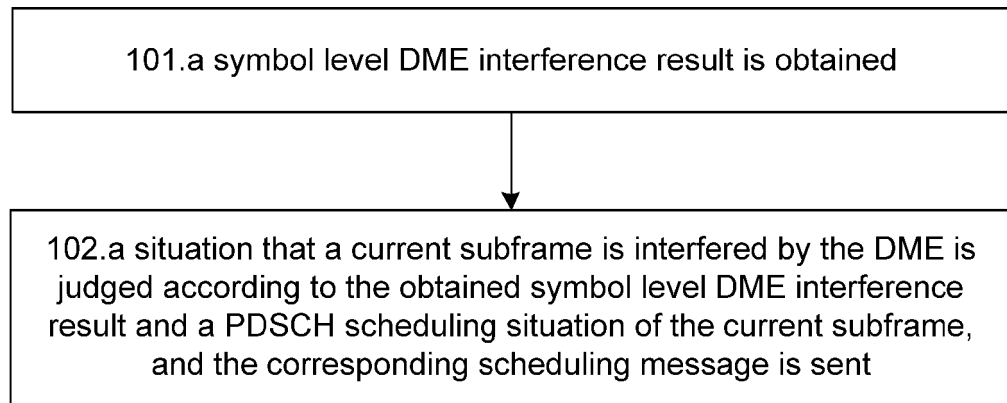 101.a symbol level DME interference result is obtained
102.a situation that a current subframe is interfered by the DME is
judged according to the obtained symbol level DME interference
result and a PDSCH scheduling situation of the current subframe,
and the corresponding scheduling message is sent